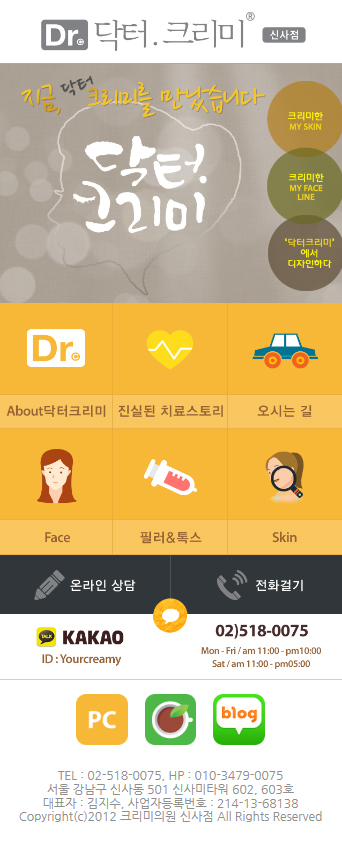 Dr. 닥터.크리미® 신사점
지금, 닥터 크리미를 만났습니다
닥터.
크리미
크리미한
MY SKIN
크리미한
MY FACE
LINE
"닥터크리미"
에서
디자인하다
Dr.
About닥터크리미 진실된 치료스토리 오시는 길
Face 필러&톡스 Skin
온라인 상담 전화걸기
TALK KAKAO
ID : Yourcreamy
02)518-0075
Mon - Fri / am 11:00 - pm10:00
Sat / am 11:00 - pm05:00
PC blog
TEL : 02-518-0075, HP : 010-3479-0075
서울 강남구 신사동 501 신사미타워 602, 603호
대표자 : 김지수, 사업자등록번호 : 214-13-68138
Copyright(c)2012 크리미의원 신사점 All Rights Reserved